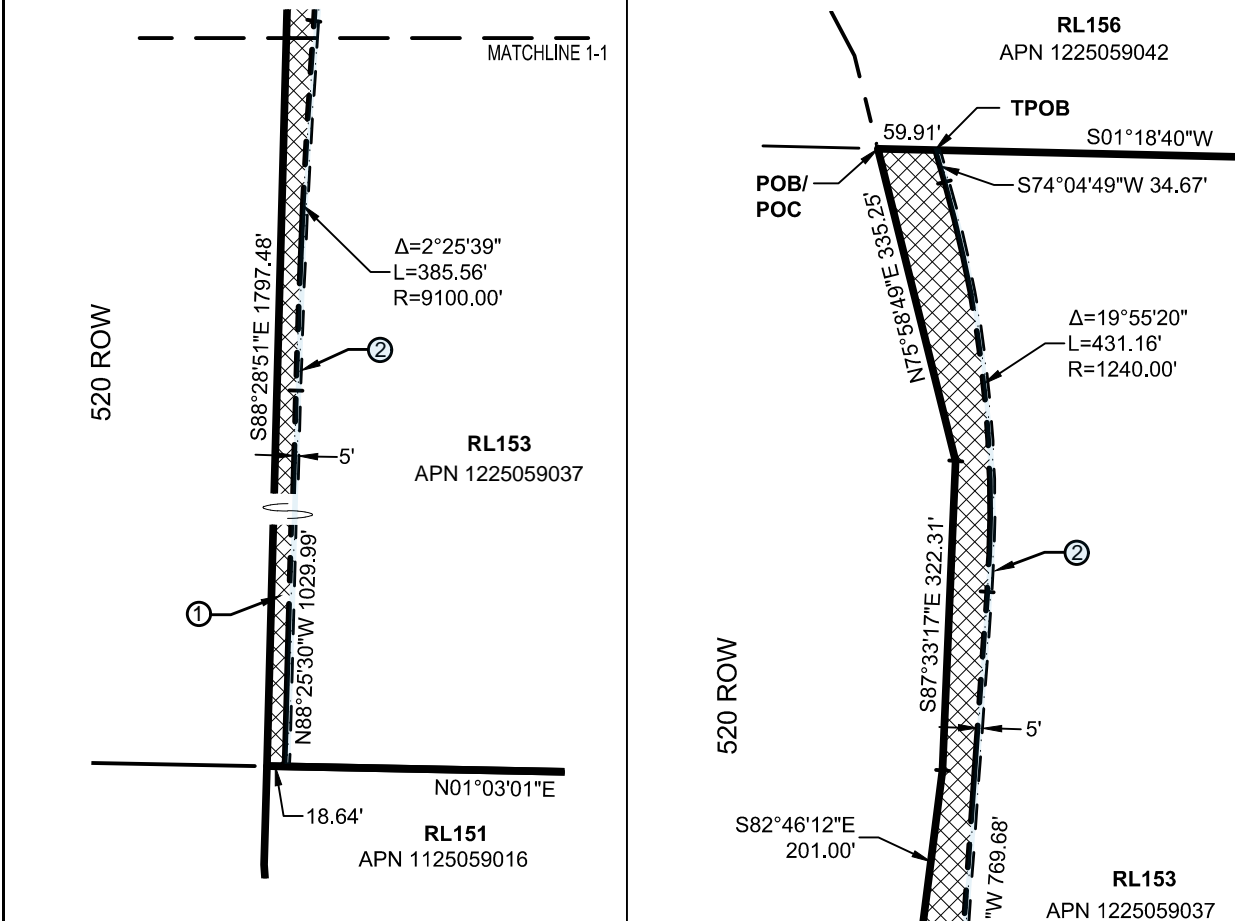 MATCHLINE 1-1
S88°28'51"E 1797.48'
Δ=2°25'39"
L=385.56'
R=9100.00'
520 ROW
2
RL153
APN 1225059037
5'
1
N88°25'30"W 1029.99'
N01°03'01"E
18.64'
RL151
APN 1125059016
RL156
APN 1225059042
TPOB
59.91'
S01°18'40"W
POB/
POC
S74°04'49"W 34.67'
N75°58'49"E 335.25'
Δ=19°55'20"
L=431.16'
R=1240.00'
2
S87°33'17"E 322.31'
520 ROW
5'
S82°46'12"E
201.00'
"W 769.68'
RL153
APN 1225059037